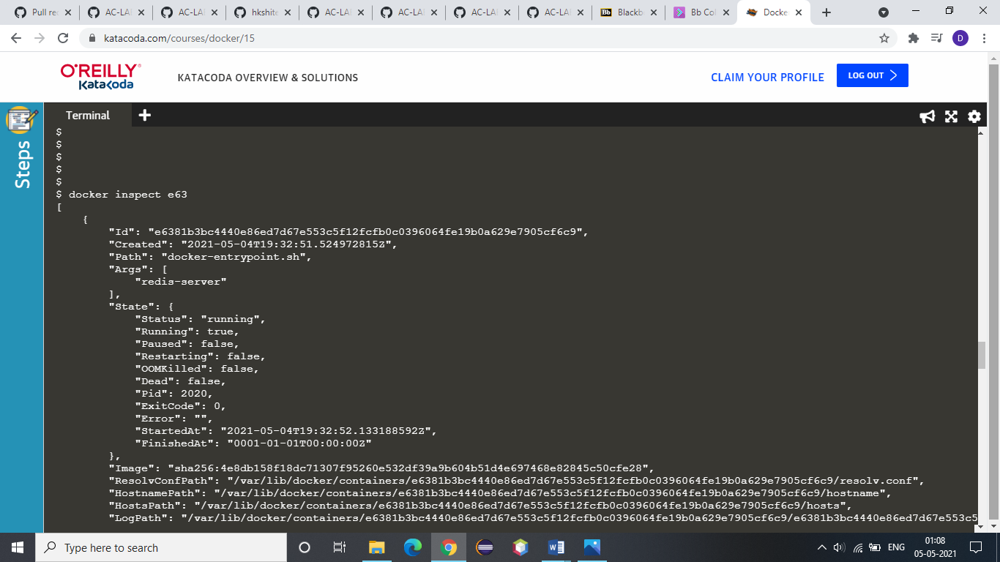 Pull re
AC-LA
AC-LA
hkshite
AC-LA
AC-LA
AC-LA
AC-LA
Bb Blackb
Bb Col
Docke
katacoda.com/courses/docker/15
D
O'REILLY
Katacoda
KATACODA OVERVIEW & SOLUTIONS
CLAIM YOUR PROFILE
LOG OUT
Steps
Terminal
$
$
$
$
$
$ docker inspect e63
[
{
"Id": "e6381b3bc4440e86ed7d67e553c5f12fcfb0c0396064fe19b0a629e7905cf6c9",
"Created": "2021-05-04T19:32:51.524972815Z",
"Path": "docker-entrypoint.sh",
"Args": [
"redis-server"
],
"State": {
"Status": "running",
"Running": true,
"Paused": false,
"Restarting": false,
"OOMKilled": false,
"Dead": false,
"Pid": 2020,
"ExitCode": 0,
"Error": "",
"StartedAt": "2021-05-04T19:32:52.133188592Z",
"FinishedAt": "0001-01-01T00:00:00Z"
},
"Image": "sha256:4e8db158f18dc71307f95260e532df39a9b604b51d4e697468e82845c50cfe28",
"ResolvConfPath": "/var/lib/docker/containers/e6381b3bc4440e86ed7d67e553c5f12fcfb0c0396064fe19b0a629e7905cf6c9/resolv.conf",
"HostnamePath": "/var/lib/docker/containers/e6381b3bc4440e86ed7d67e553c5f12fcfb0c0396064fe19b0a629e7905cf6c9/hostname",
"HostsPath": "/var/lib/docker/containers/e6381b3bc4440e86ed7d67e553c5f12fcfb0c0396064fe19b0a629e7905cf6c9/hosts",
"LogPath": "/var/lib/docker/containers/e6381b3bc4440e86ed7d67e553c5f12fcfb0c0396064fe19b0a629e7905cf6c9/e6381b3bc4440e86ed7d67e553c5
Type here to search
ENG
01:08
05-05-2021